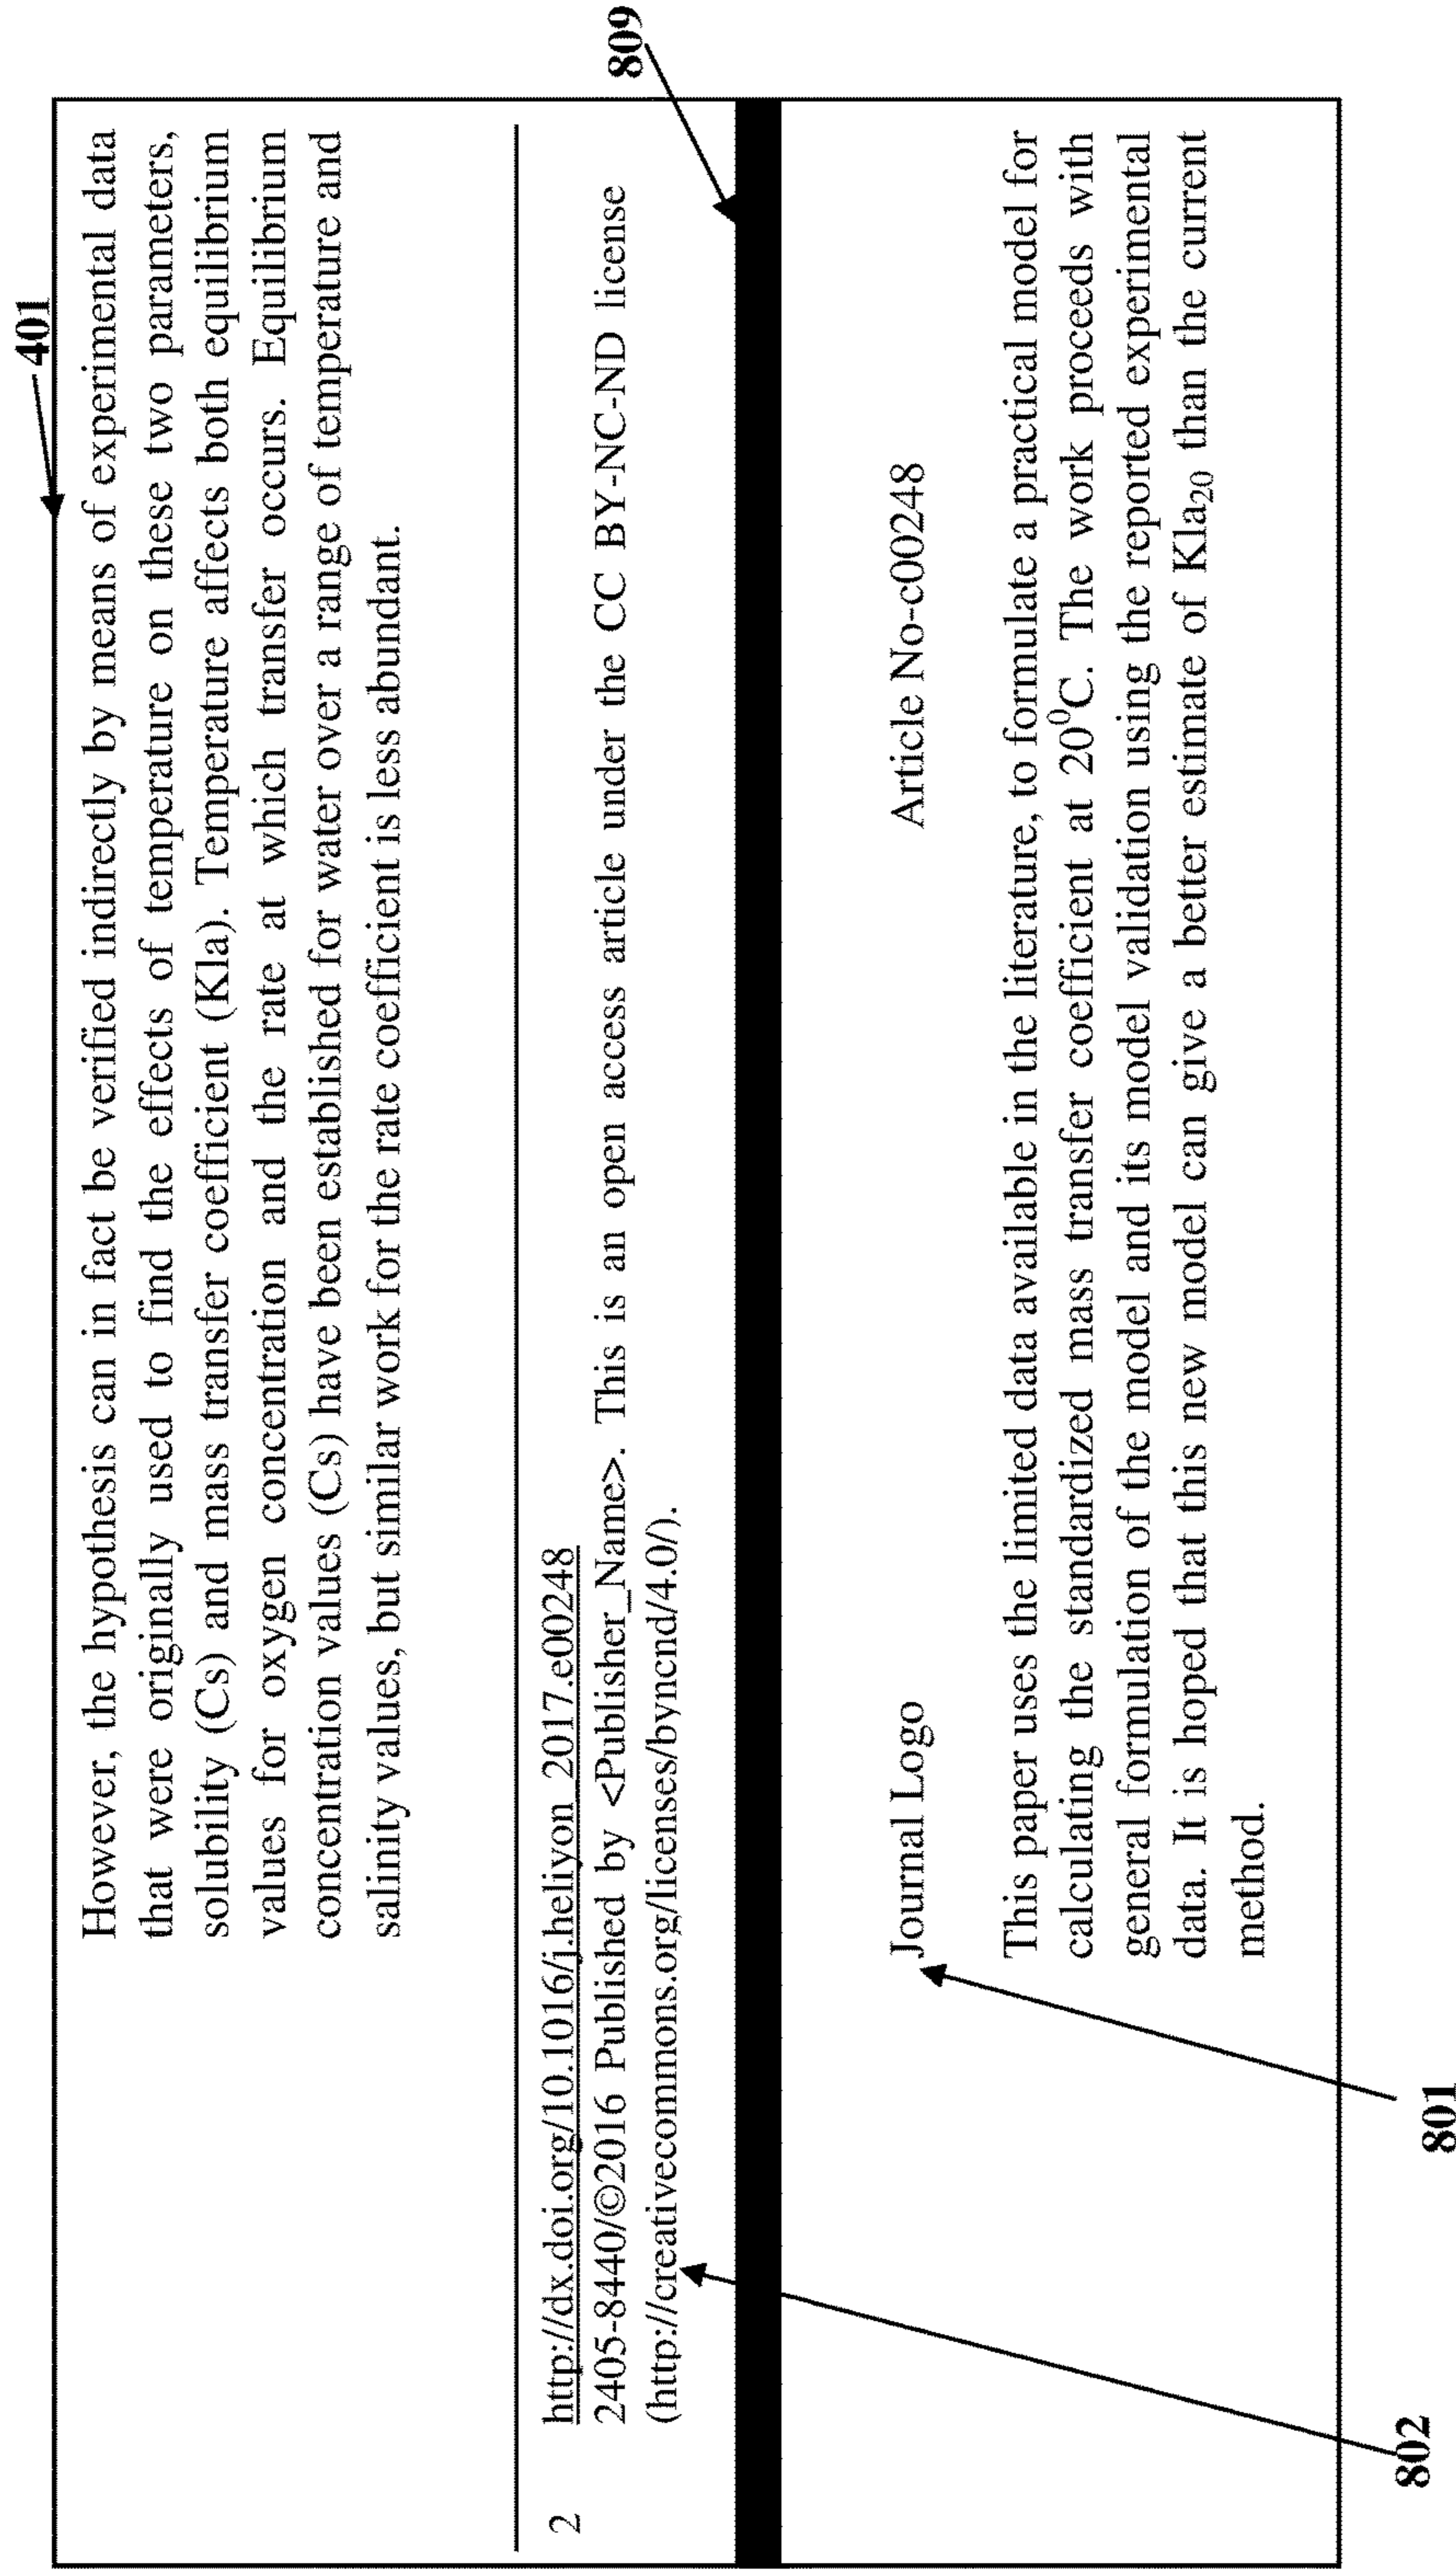 401
However, the hypothesis can in fact be verified indirectly by means of experimental data
that were originally used to find the effects of temperature on these two parameters,
solubility (Cs) and mass transfer coefficient (Kla). Temperature affects both equilibrium
values for oxygen concentration and the rate at which transfer occurs. Equilibrium
concentration values (Cs) have been established for water over a range of temperature and
salinity values, but similar work for the rate coefficient is less abundant.
2 http://dx.doi.org/10.1016/j.heliyon 2017.e00248
2405-8440/©2016 Published by <Publisher_Name>. This is an open access article under the CC BY-NC-ND license
(http://creativecommons.org/licenses/byncnd/4.0/).
809
Journal Logo Article No-c00248
This paper uses the limited data available in the literature, to formulate a practical model for
calculating the standardized mass transfer coefficient at 20⁰C. The work proceeds with
general formulation of the model and its model validation using the reported experimental
data. It is hoped that this new model can give a better estimate of Kla₂₀ than the current
method.
802
801